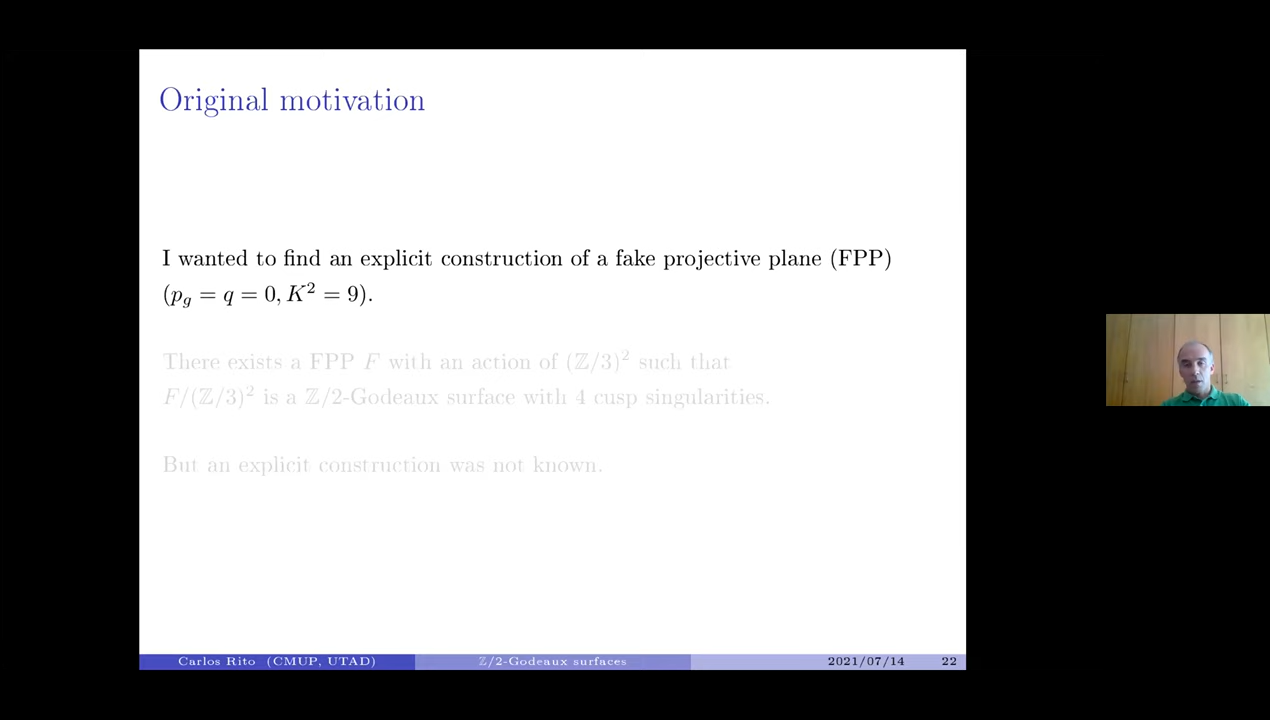 Original motivation
I wanted to find an explicit construction of a fake projective plane (FPP)
(p_g = q = 0, K² = 9).
There exists a FPP F with an action of (ℤ/3)² such that
F/(ℤ/3)² is a ℤ/2-Godeaux surface with 4 cusp singularities.
But an explicit construction was not known.
Carlos Rito (CMUP, UTAD) ℤ/2-Godeaux surfaces 2021/07/14 22